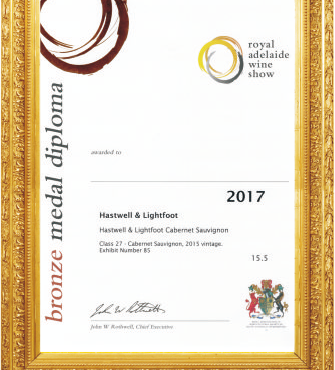 royal
adelaide
wine
show
bronze medal diploma
awarded to
2017
Hastwell & Lightfoot
Hastwell & Lightfoot Cabernet Sauvignon
Class 27 - Cabernet Sauvignon, 2015 vintage.
Exhibit Number 85
15.5
John W Rothwell, Chief Executive